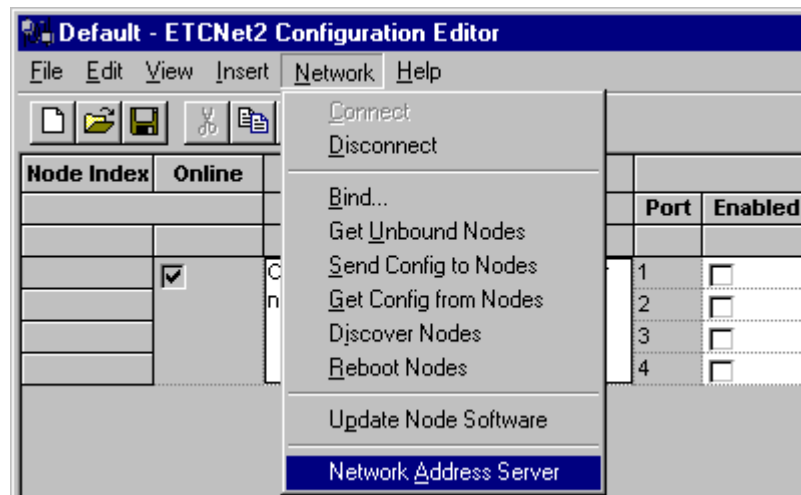 Default - ETCNet2 Configuration Editor
File Edit View Insert Network Help
Connect
Disconnect
Node Index Online
Bind...
Port Enabled
Get Unbound Nodes
Send Config to Nodes
1
Get Config from Nodes
2
Discover Nodes
3
Reboot Nodes
4
Update Node Software
Network Address Server